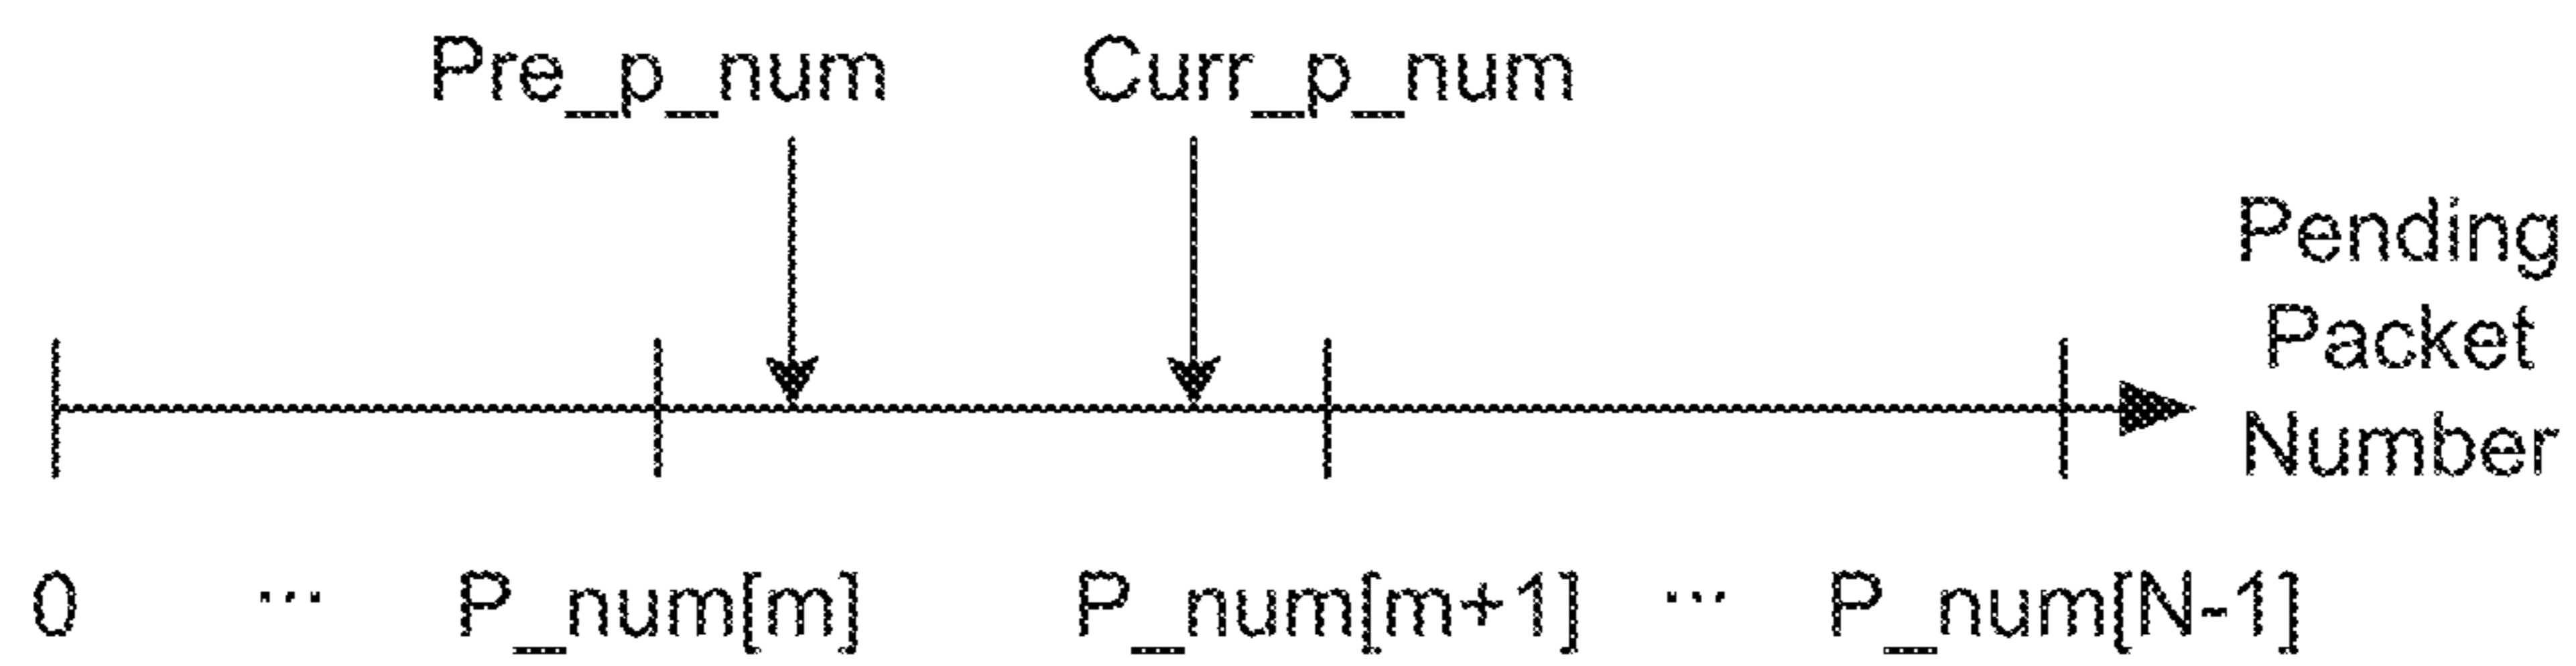 Pre_p_num Curr_p_num
Pending
Packet
Number
0 ... P_num[m] P_num[m+1] ... P_num[N-1]